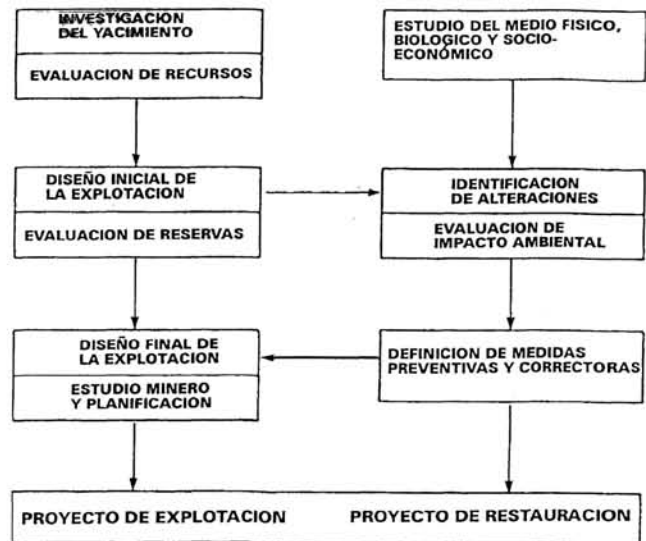 INVESTIGACION
DEL YACIMIENTO
EVALUACION DE RECURSOS
ESTUDIO DEL MEDIO FISICO,
BIOLOGICO Y SOCIO-
ECONÓMICO
DISEÑO INICIAL DE
LA EXPLOTACION
EVALUACION DE RESERVAS
IDENTIFICACION
DE ALTERACIONES
EVALUACION DE
IMPACTO AMBIENTAL
DISEÑO FINAL DE
LA EXPLOTACION
ESTUDIO MINERO
Y PLANIFICACION
DEFINICION DE MEDIDAS
PREVENTIVAS Y CORRECTORAS
PROYECTO DE EXPLOTACION
PROYECTO DE RESTAURACION